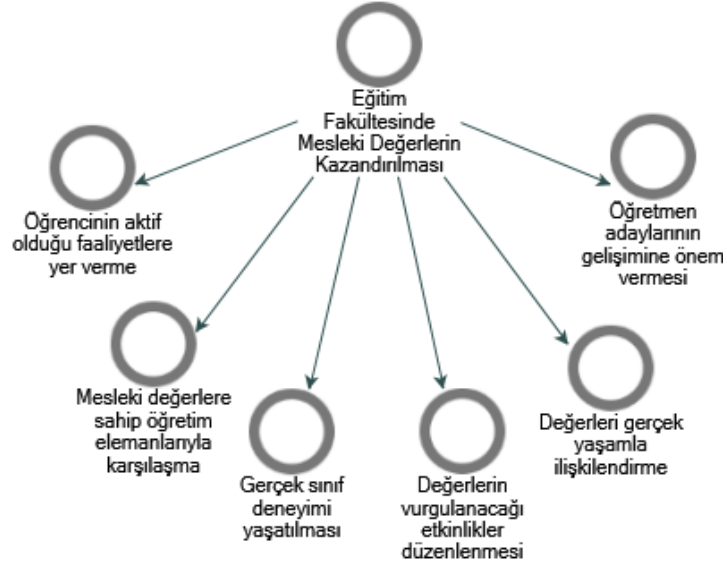 Eğitim
Fakültesinde
Mesleki Değerlerin
Kazandırılması
Öğrencinin aktif
olduğu faaliyetlere
yer verme
Öğretmen
adaylarının
gelişimine önem
vermesi
Mesleki değerlere
sahip öğretim
elemanlarıyla
karşılaşma
Gerçek sınıf
deneyimi
yaşatılması
Değerlerin
vurgulanacağı
etkinlikler
düzenlenmesi
Değerleri gerçek
yaşamla
ilişkilendirme